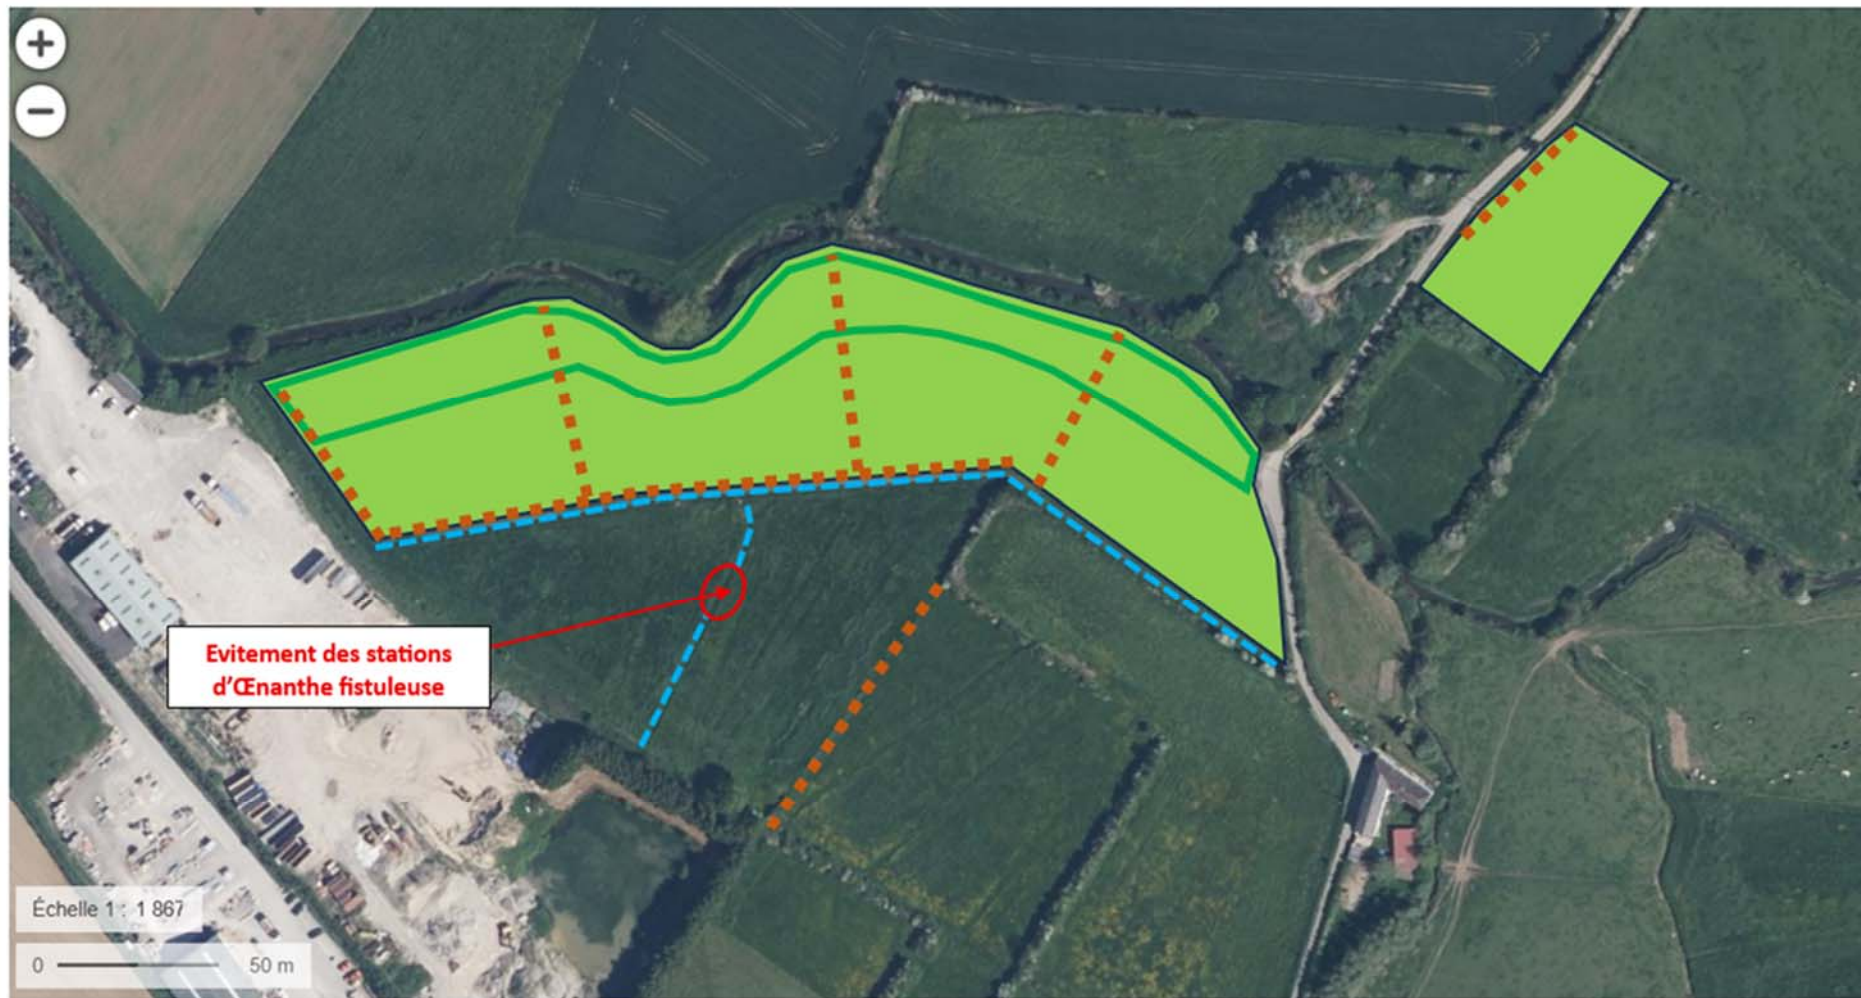 +
−
Evitement des stations
d’Œnanthe fistuleuse
Échelle 1 : 1 867
0 50 m